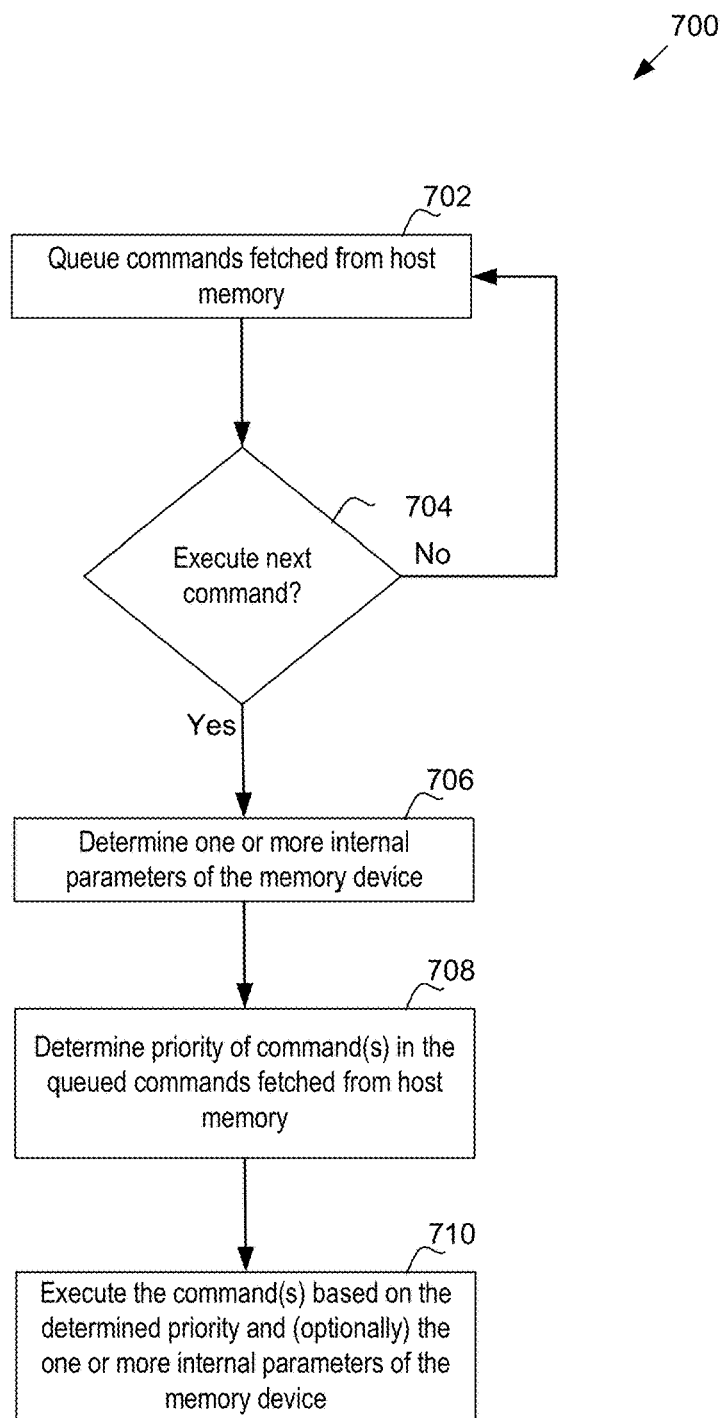 700
702
Queue commands fetched from host
memory
704
Execute next
command?
No
Yes
706
Determine one or more internal
parameters of the memory device
708
Determine priority of command(s) in the
queued commands fetched from host
memory
710
Execute the command(s) based on the
determined priority and (optionally) the
one or more internal parameters of the
memory device